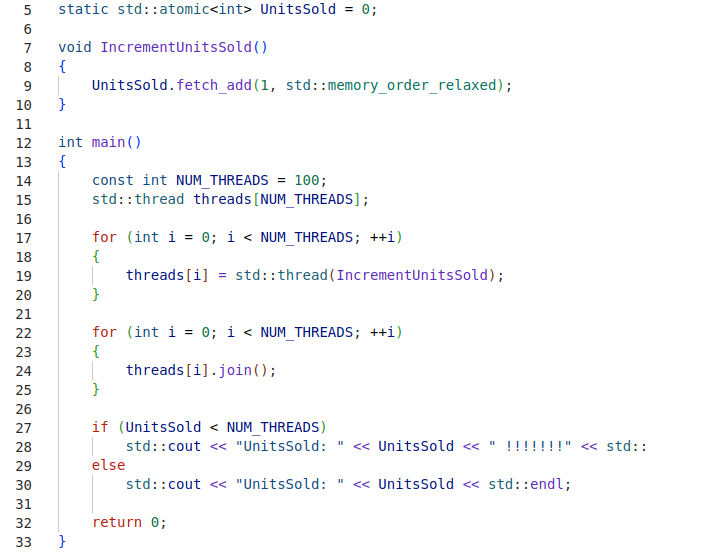 5 static std::atomic<int> UnitsSold = 0;
6
7 void IncrementUnitsSold()
8 {
9     UnitsSold.fetch_add(1, std::memory_order_relaxed);
10 }
11
12 int main()
13 {
14     const int NUM_THREADS = 100;
15     std::thread threads[NUM_THREADS];
16
17     for (int i = 0; i < NUM_THREADS; ++i)
18     {
19         threads[i] = std::thread(IncrementUnitsSold);
20     }
21
22     for (int i = 0; i < NUM_THREADS; ++i)
23     {
24         threads[i].join();
25     }
26
27     if (UnitsSold < NUM_THREADS)
28         std::cout << "UnitsSold: " << UnitsSold << " !!!!!!!" << std::
29     else
30         std::cout << "UnitsSold: " << UnitsSold << std::endl;
31
32     return 0;
33 }